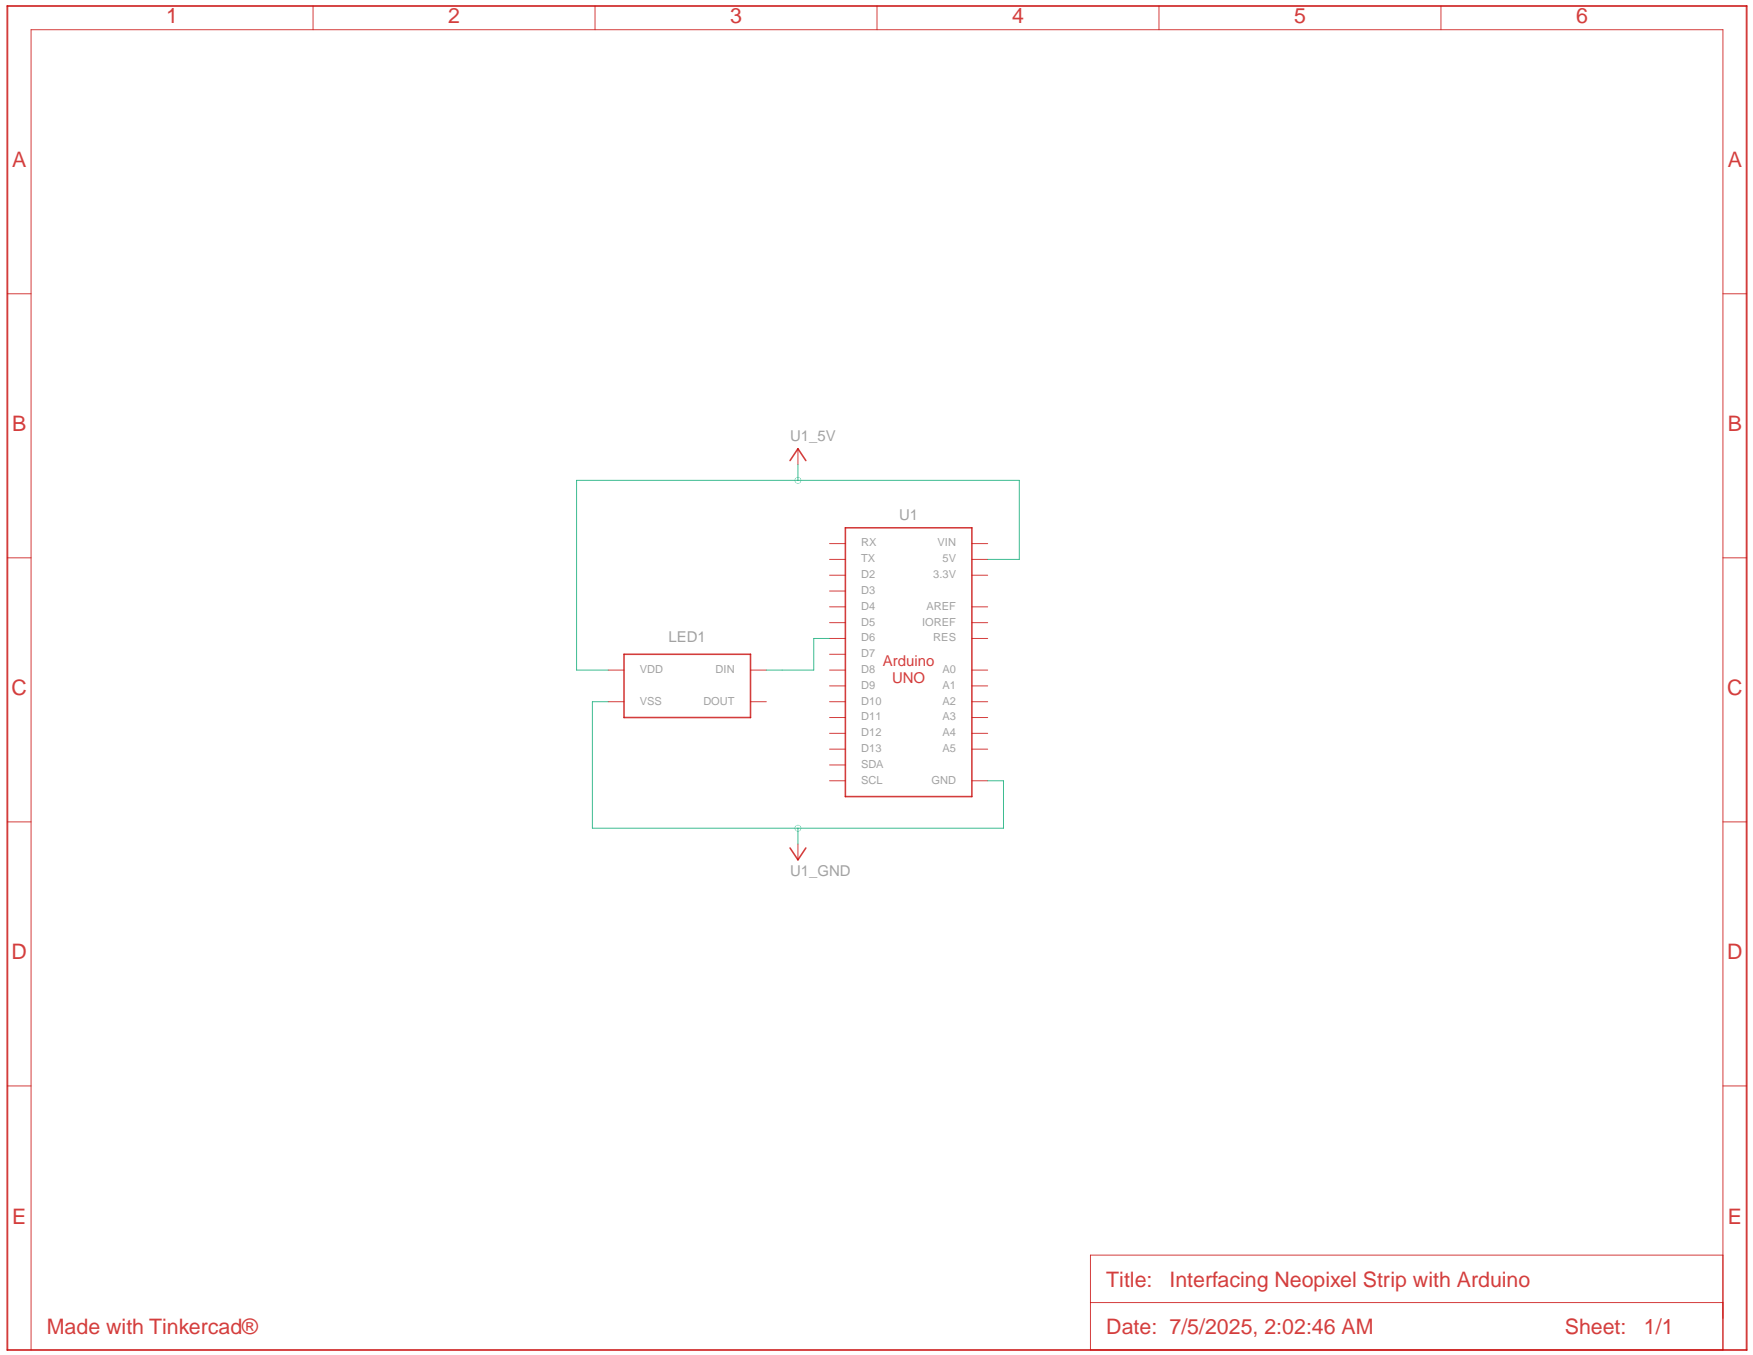 1 2 3 4 5 6
A A
B B
U1_5V
U1
RX VIN
TX 5V
D2 3.3V
D3
D4 AREF
D5 IOREF
D6 RES
LED1
D7
Arduino
VDD DIN
D8 A0
UNO
C C
D9 A1
VSS DOUT
D10 A2
D11 A3
D12 A4
D13 A5
SDA
SCL GND
U1_GND
D D
E E
Title: Interfacing Neopixel Strip with Arduino
Made with Tinkercad®
Date: 7/5/2025, 2:02:46 AM Sheet: 1/1